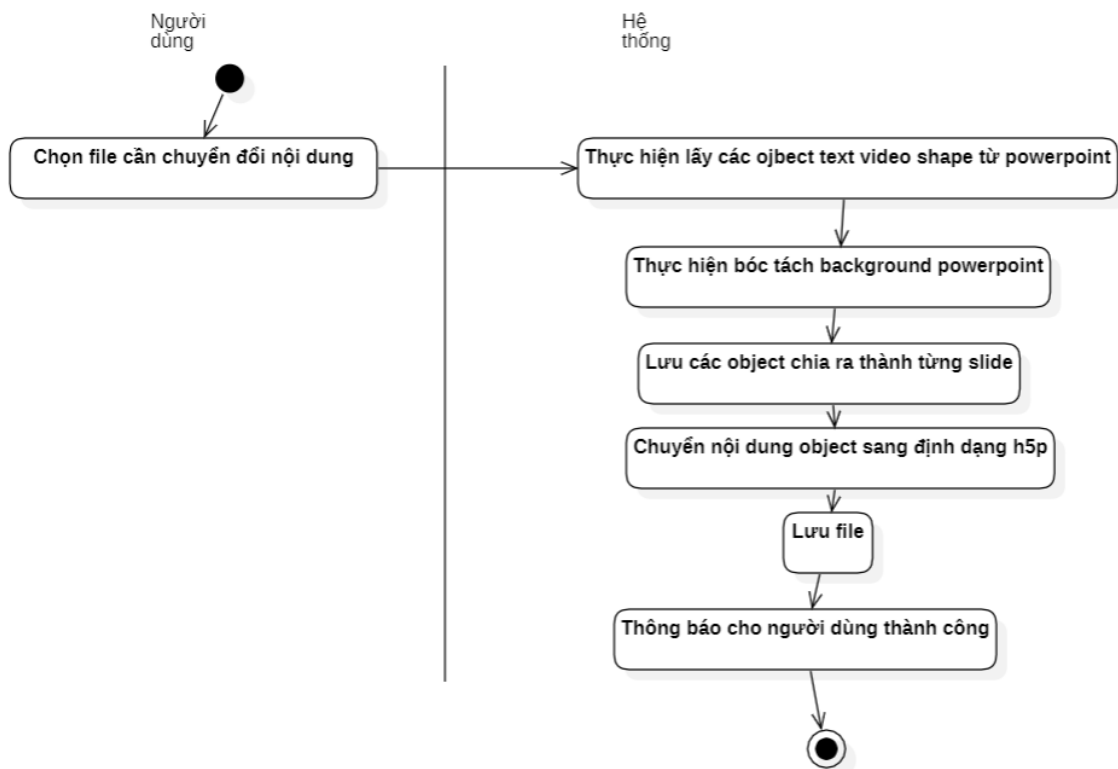 Người
dùng
Hệ
thống
Chọn file cần chuyển đổi nội dung
Thực hiện lấy các ojbect text video shape từ powerpoint
Thực hiện bóc tách background powerpoint
Lưu các object chia ra thành từng slide
Chuyển nội dung object sang định dạng h5p
Lưu file
Thông báo cho người dùng thành công